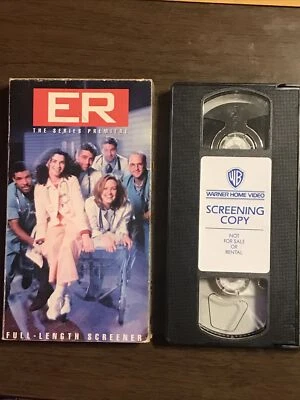 ER
THE SERIES PREMIERE
FULL-LENGTH SCREENER
WB
WARNER HOME VIDEO
SCREENING
COPY
NOT
FOR SALE
OR
RENTAL